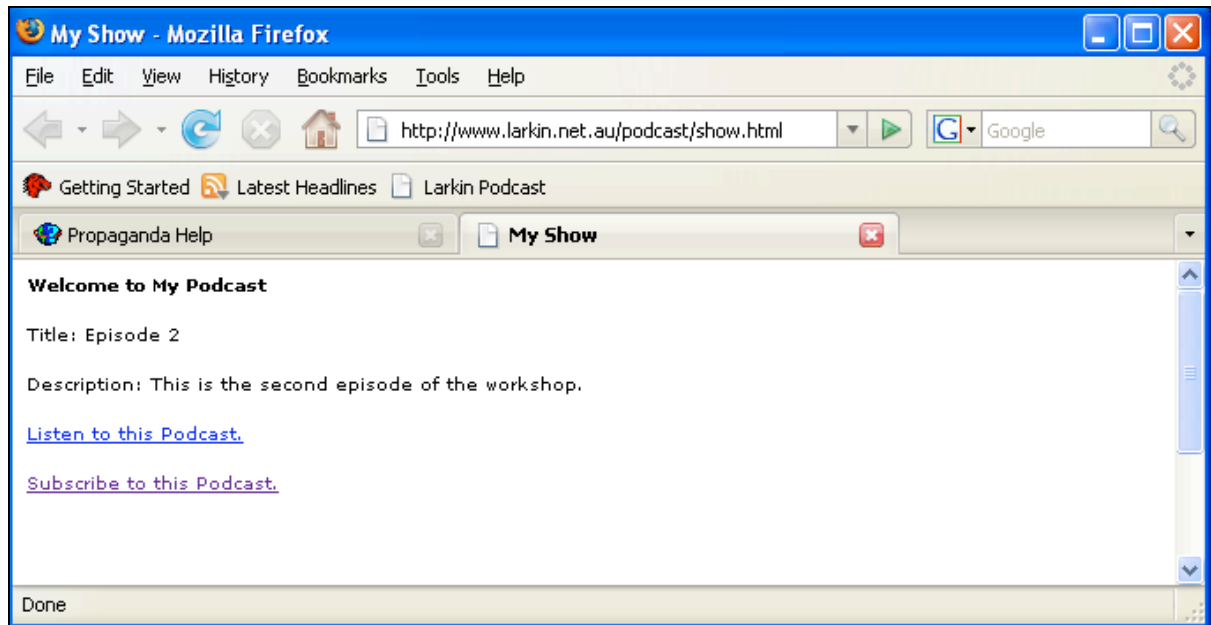 My Show - Mozilla Firefox
File Edit View History Bookmarks Tools Help
http://www.larkin.net.au/podcast/show.html G Google
Getting Started Latest Headlines Larkin Podcast
Propaganda Help My Show
Welcome to My Podcast
Title: Episode 2
Description: This is the second episode of the workshop.
Listen to this Podcast.
Subscribe to this Podcast.
Done